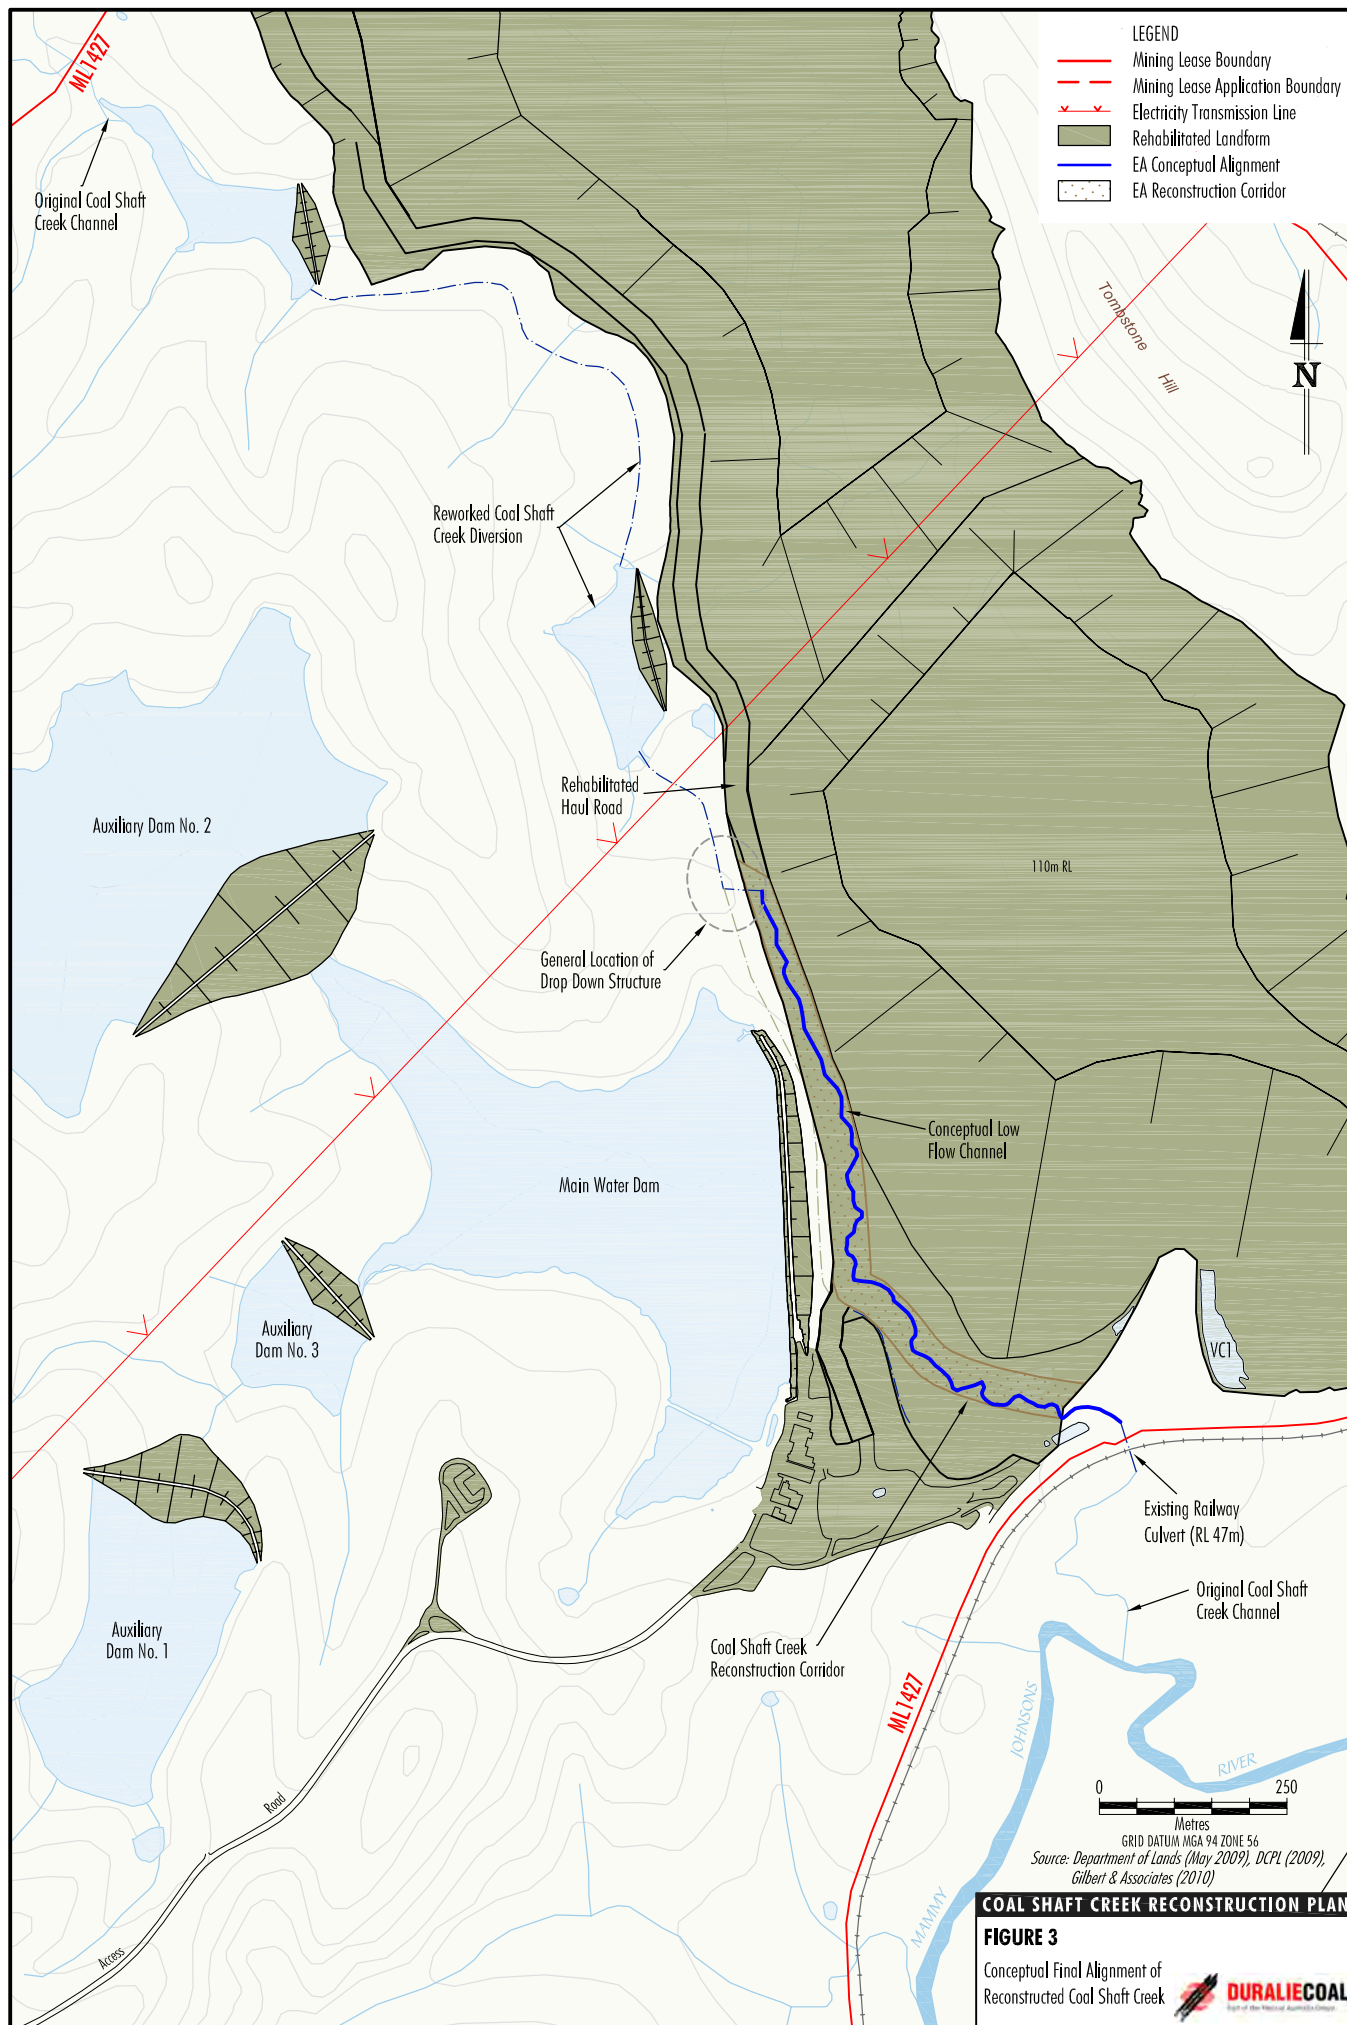 LEGEND
Mining Lease Boundary
Mining Lease Application Boundary
Electricity Transmission Line
Rehabilitated Landform
EA Conceptual Alignment
EA Reconstruction Corridor
ML1427
Original Coal Shaft
Creek Channel
Tombstone
Hill
N
Reworked Coal Shaft
Creek Diversion
Rehabilitated
Haul Road
Auxiliary Dam No. 2
110m RL
General Location of
Drop Down Structure
Conceptual Low
Flow Channel
Main Water Dam
Auxiliary
Dam No. 3
VC1
Existing Railway
Culvert (RL 47m)
Original Coal Shaft
Creek Channel
Auxiliary
Dam No. 1
Coal Shaft Creek
Reconstruction Corridor
ML1427
JOHNSONS
RIVER
MAMMY
Road
Access
0 250
Metres
GRID DATUM MGA 94 ZONE 56
Source: Department of Lands (May 2009), DCPL (2009),
Gilbert & Associates (2010)
COAL SHAFT CREEK RECONSTRUCTION PLAN
FIGURE 3
Conceptual Final Alignment of
Reconstructed Coal Shaft Creek
DURALIECOAL
Part of the Yancoal Australia Group